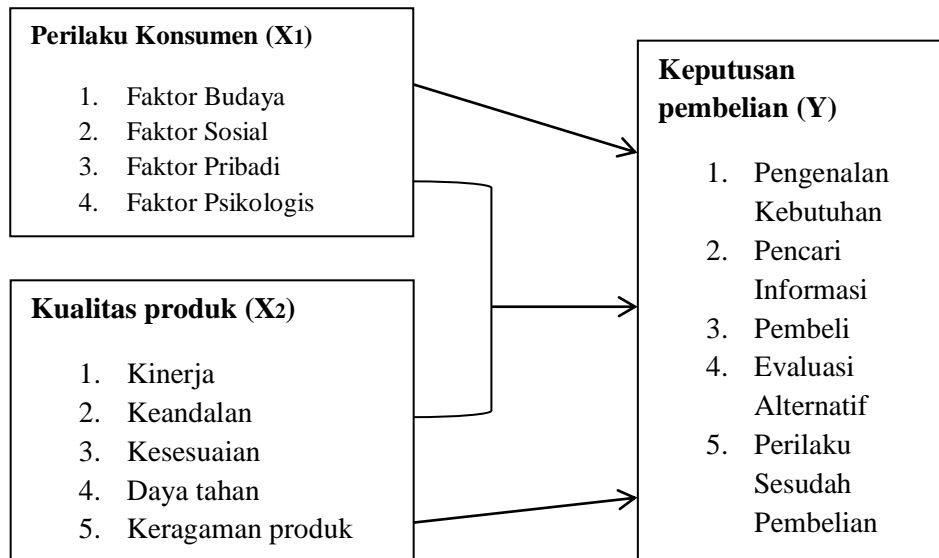 Perilaku Konsumen (X1)
1. Faktor Budaya
2. Faktor Sosial
3. Faktor Pribadi
4. Faktor Psikologis
Kualitas produk (X2)
1. Kinerja
2. Keandalan
3. Kesesuaian
4. Daya tahan
5. Keragaman produk
Keputusan
pembelian (Y)
1. Pengenalan
Kebutuhan
2. Pencari
Informasi
3. Pembeli
4. Evaluasi
Alternatif
5. Perilaku
Sesudah
Pembelian